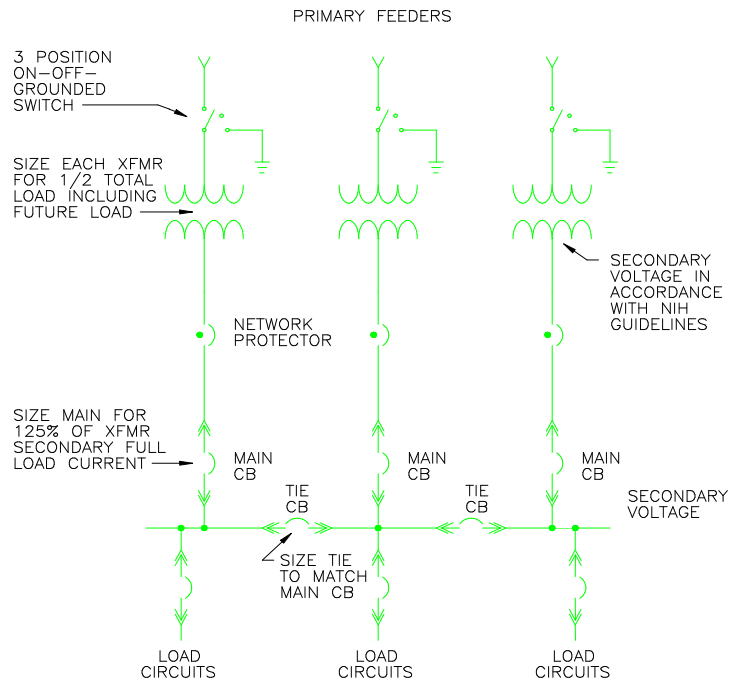 PRIMARY FEEDERS
3 POSITION
ON-OFF-
GROUNDED
SWITCH
SIZE EACH XFMR
FOR 1/2 TOTAL
LOAD INCLUDING
FUTURE LOAD
SECONDARY
VOLTAGE IN
ACCORDANCE
WITH NIH
GUIDELINES
NETWORK
PROTECTOR
SIZE MAIN FOR
125% OF XFMR
SECONDARY FULL
LOAD CURRENT
MAIN
CB
MAIN
CB
MAIN
CB
TIE
CB
TIE
CB
SECONDARY
VOLTAGE
SIZE TIE
TO MATCH
MAIN CB
LOAD
CIRCUITS
LOAD
CIRCUITS
LOAD
CIRCUITS